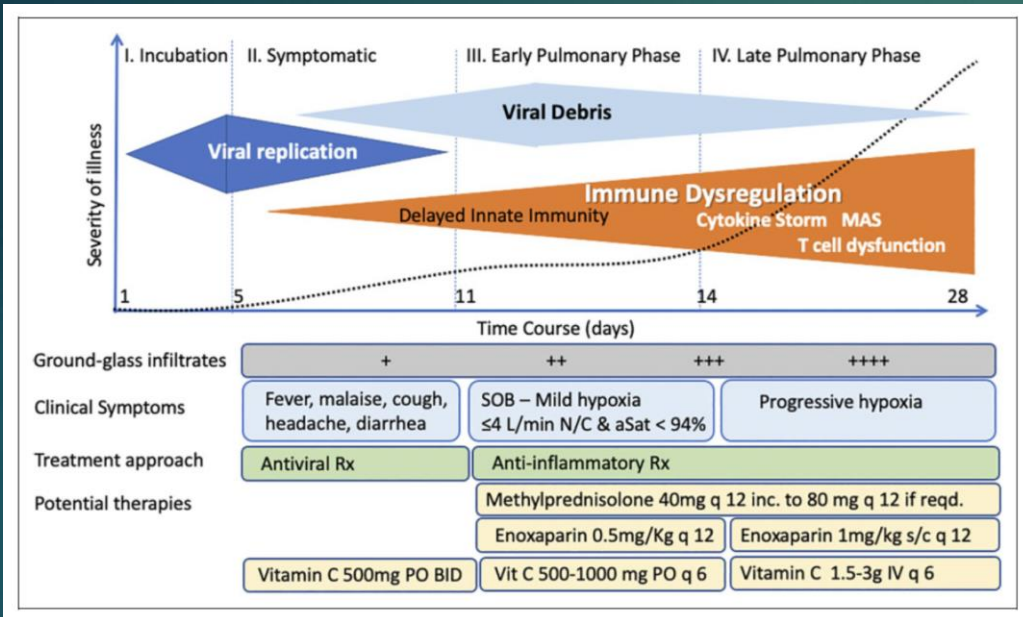 I. Incubation
II. Symptomatic
III. Early Pulmonary Phase
IV. Late Pulmonary Phase
Viral Debris
Viral replication
Immune Dysregulation
Delayed Innate Immunity
Cytokine Storm MAS
T cell dysfunction
Severity of illness
1
5
11
14
28
Time Course (days)
Ground-glass infiltrates
+
++
+++
++++
Clinical Symptoms
Fever, malaise, cough,
headache, diarrhea
SOB – Mild hypoxia
≤4 L/min N/C & aSat < 94%
Progressive hypoxia
Treatment approach
Antiviral Rx
Anti-inflammatory Rx
Potential therapies
Methylprednisolone 40mg q 12 inc. to 80 mg q 12 if reqd.
Enoxaparin 0.5mg/Kg q 12
Enoxaparin 1mg/kg s/c q 12
Vitamin C 500mg PO BID
Vit C 500-1000 mg PO q 6
Vitamin C 1.5-3g IV q 6